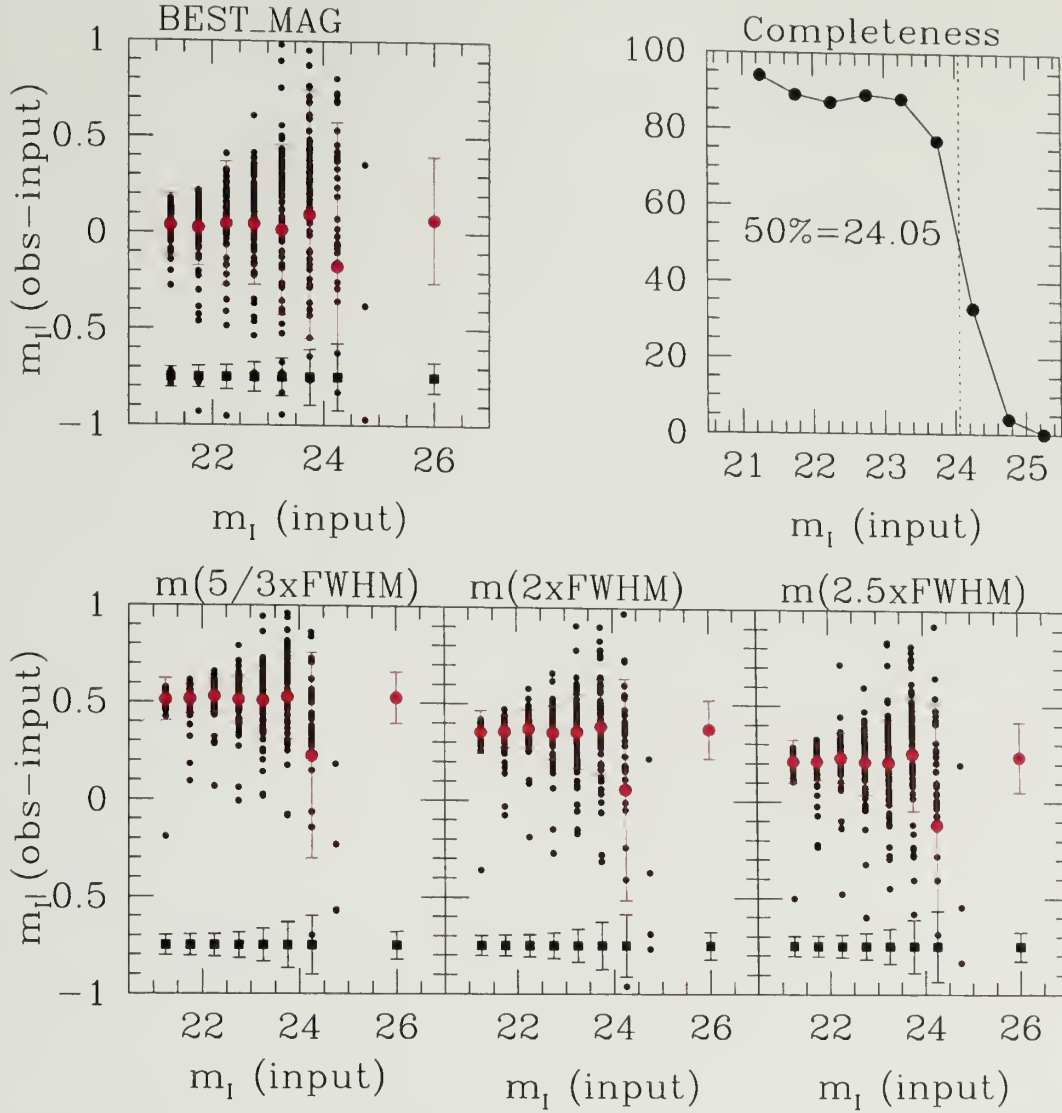 BEST_MAG
Completeness
1
0.5
0
−0.5
−1
m_I (obs−input)
22
24
26
m_I (input)
100
80
60
40
20
0
50%=24.05
21
22
23
24
25
m_I (input)
m(5/3xFWHM)
m(2xFWHM)
m(2.5xFWHM)
1
0.5
0
−0.5
−1
m_I (obs−input)
22
24
26
22
24
26
22
24
26
m_I (input)
m_I (input)
m_I (input)